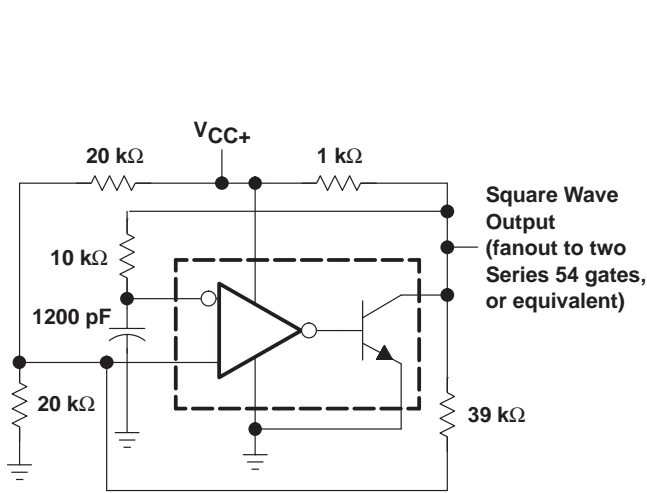 VCC+
20 kΩ
1 kΩ
Square Wave
Output
(fanout to two
Series 54 gates,
or equivalent)
10 kΩ
1200 pF
20 kΩ
39 kΩ